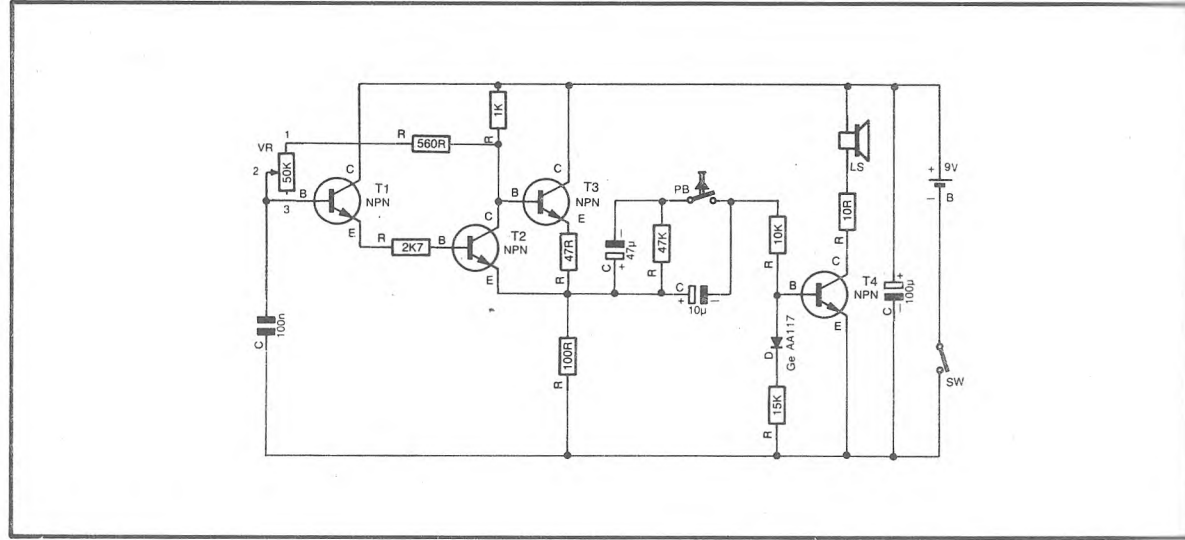 1
R
560R
VR
2
50K
3
B
C
T1
NPN
E
R
2K7
B
C
T2
NPN
E
1K
R
B
C
T3
NPN
E
47R
R
C
100n
100R
R
47µ
C
–
+
47K
R
PB
C
+
10µ
–
10K
R
B
C
T4
NPN
E
D
Ge AA117
15K
R
LS
10R
R
+
100µ
–
C
+
9V
–
B
SW